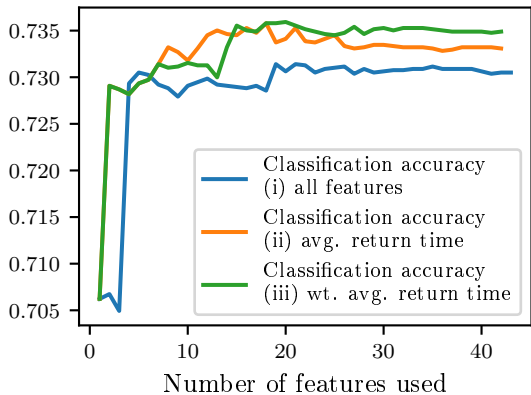 0.735
0.730
0.725
0.720
0.715
0.710
0.705
Classification accuracy
(i) all features
Classification accuracy
(ii) avg. return time
Classification accuracy
(iii) wt. avg. return time
0 10 20 30 40
Number of features used